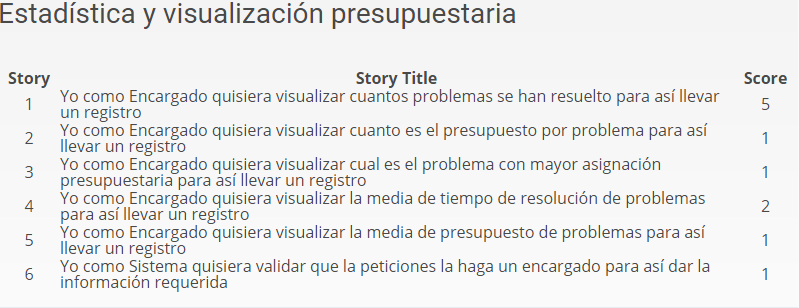 Estadística y visualización presupuestaria
Story Story Title Score
1 Yo como Encargado quisiera visualizar cuantos problemas se han resuelto para así llevar un registro 5
2 Yo como Encargado quisiera visualizar cuanto es el presupuesto por problema para así llevar un registro 1
3 Yo como Encargado quisiera visualizar cual es el problema con mayor asignación presupuestaria para así llevar un registro 1
4 Yo como Encargado quisiera visualizar la media de tiempo de resolución de problemas para así llevar un registro 2
5 Yo como Encargado quisiera visualizar la media de presupuesto de problemas para así llevar un registro 1
6 Yo como Sistema quisiera validar que la peticiones la haga un encargado para así dar la información requerida 1